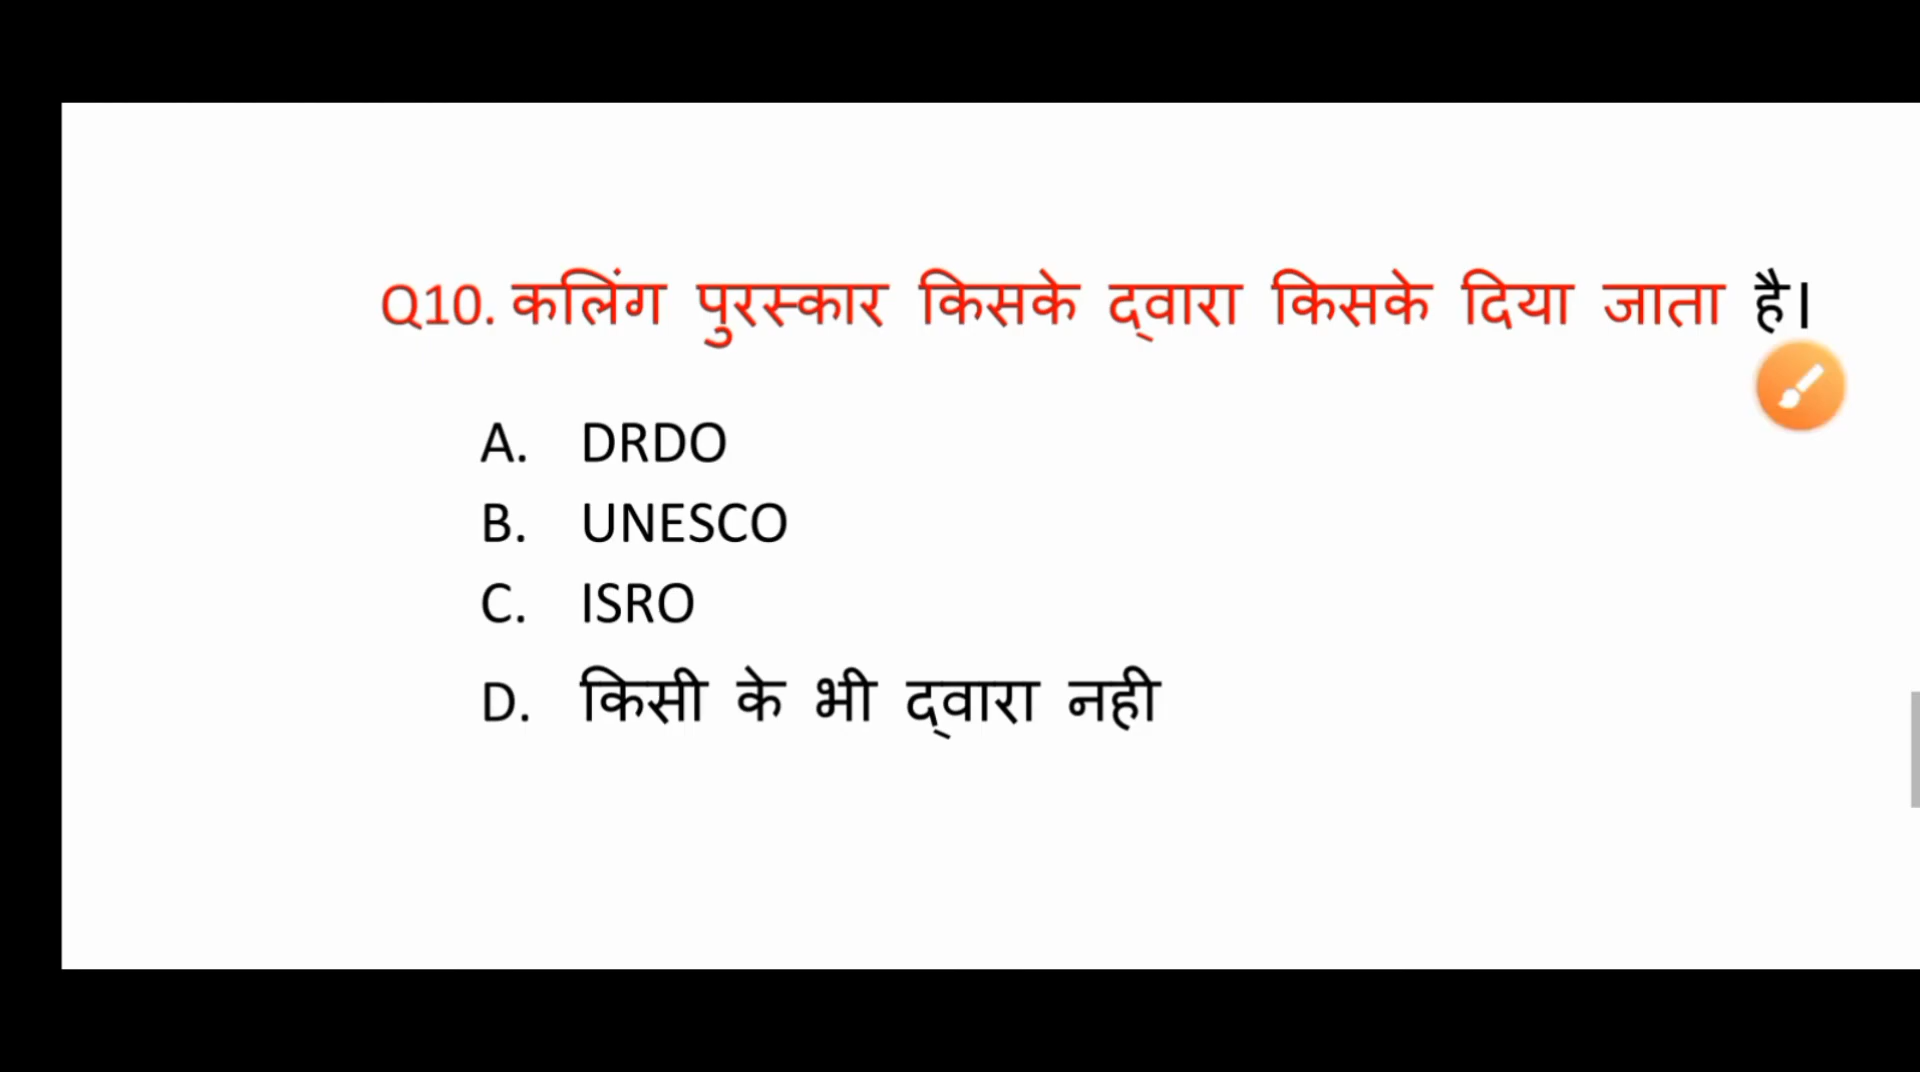 Q10. कलिंग पुरस्कार किसके द्वारा किसके दिया जाता है।
A. DRDO
B. UNESCO
C. ISRO
D. किसी के भी द्वारा नही